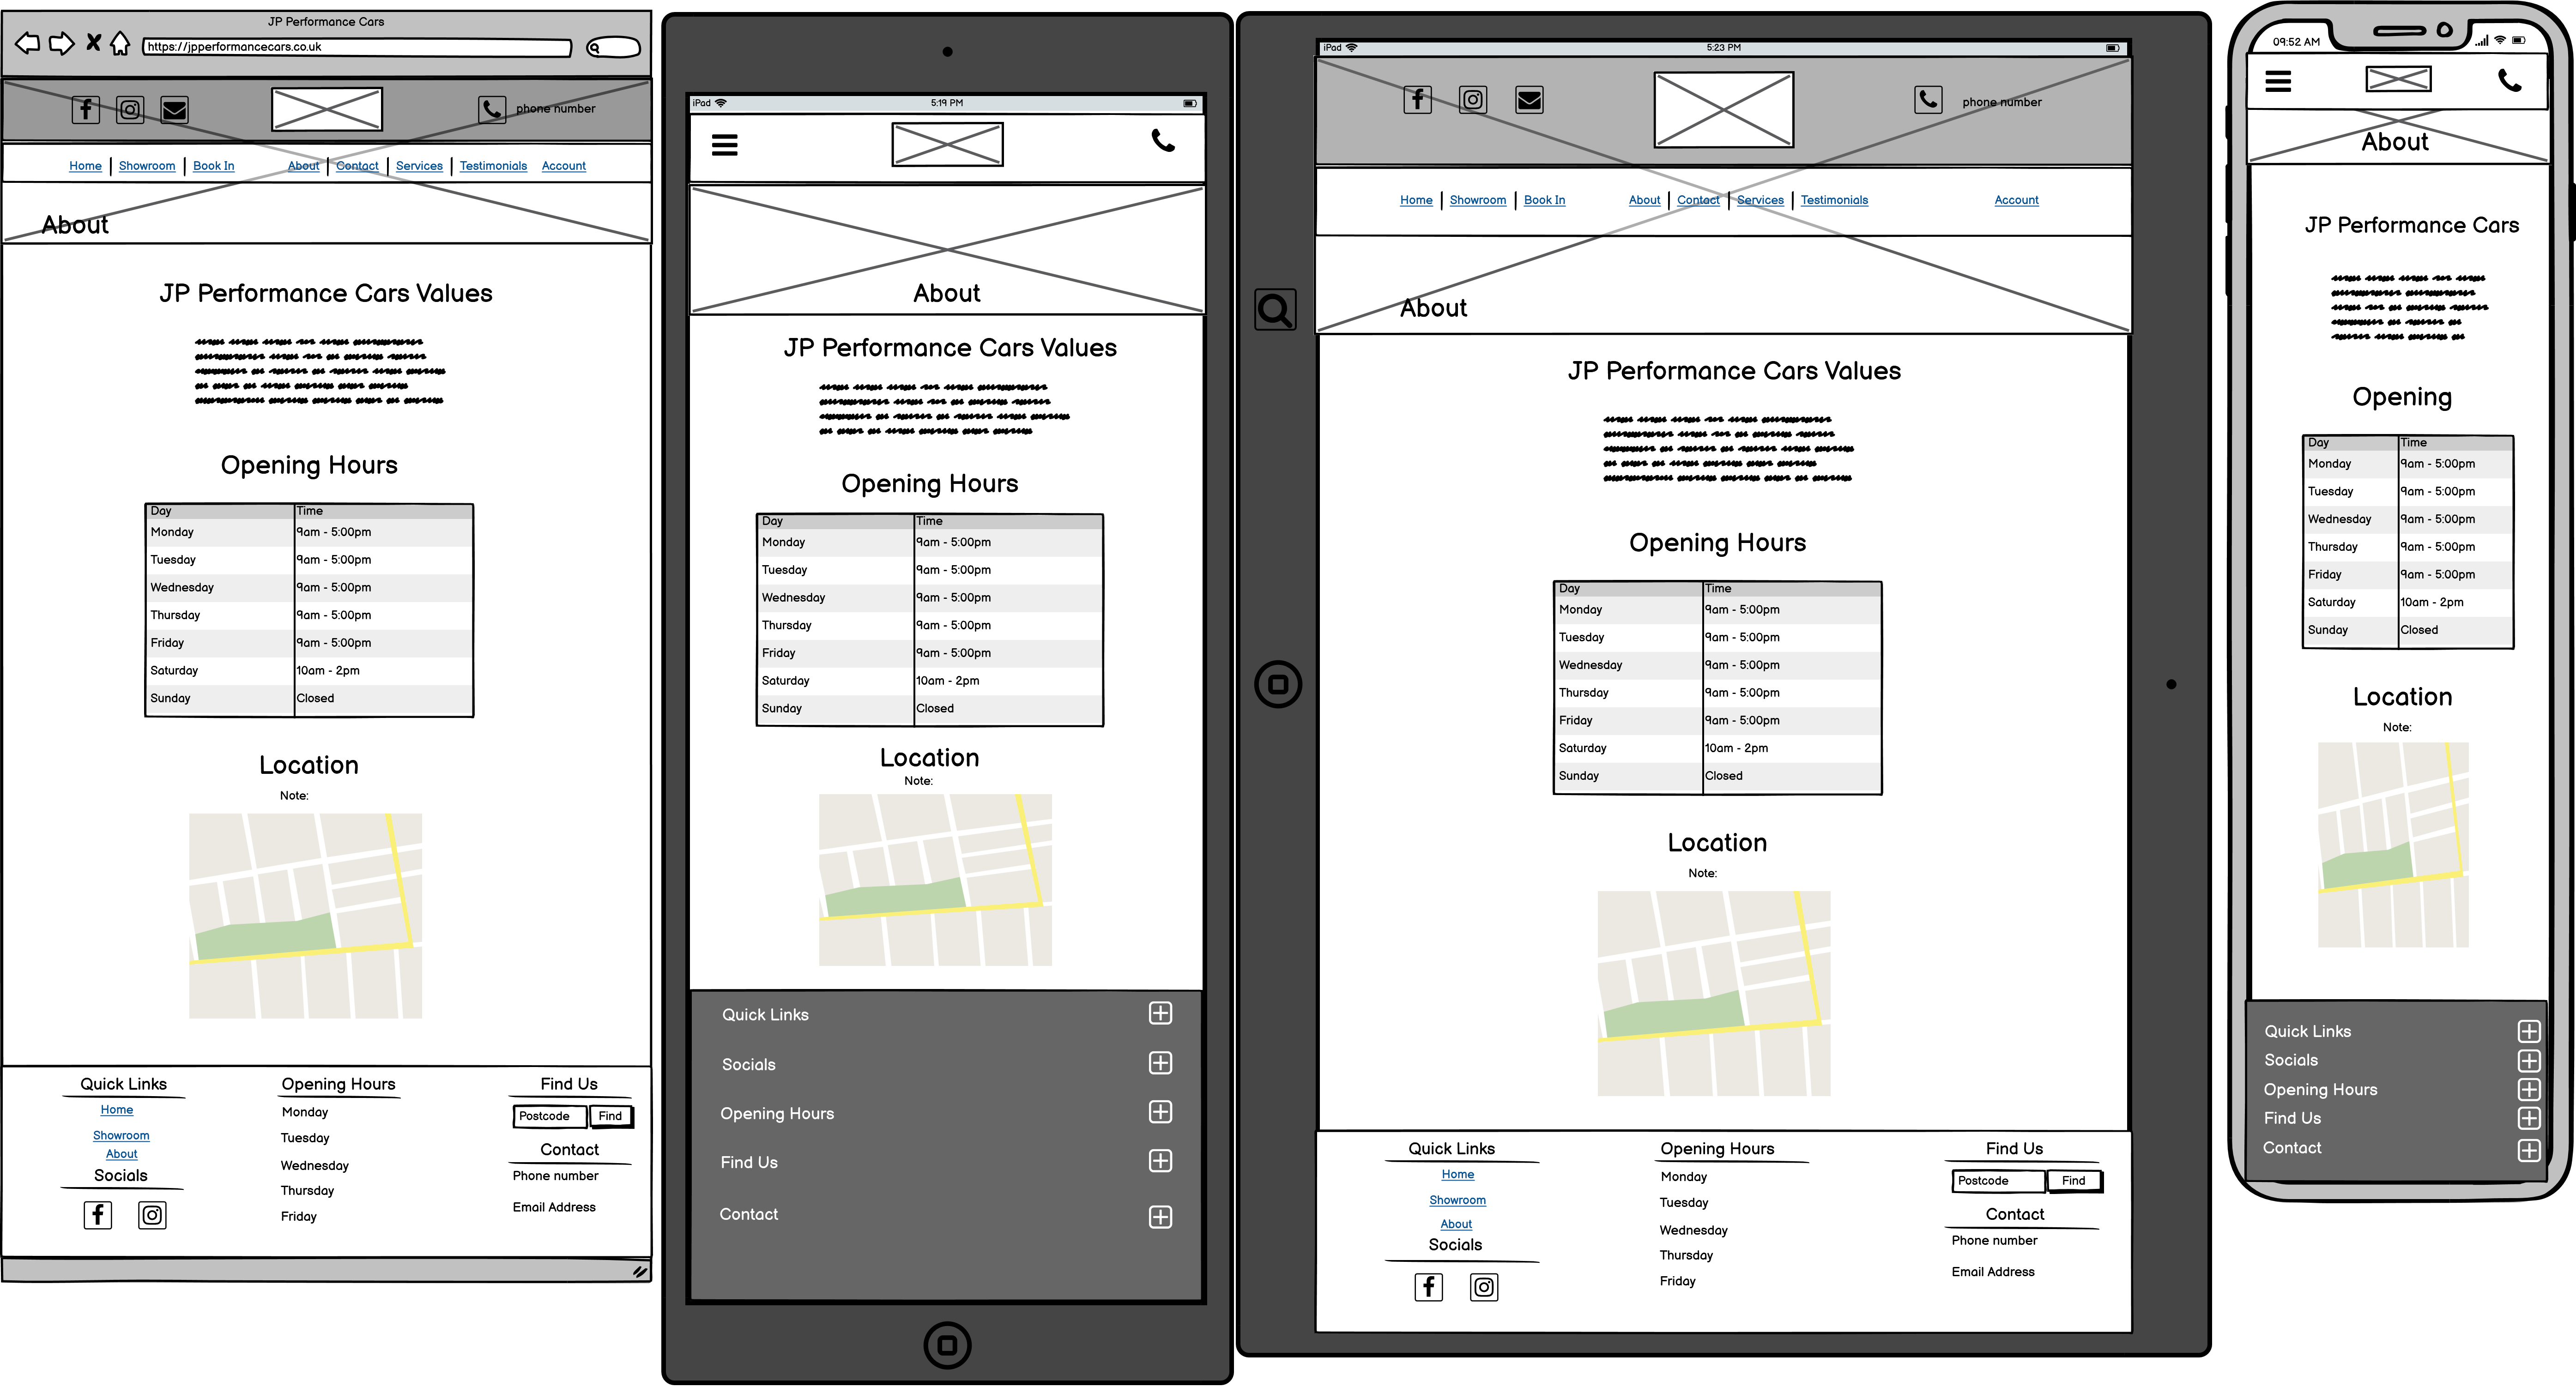 JP Performance Cars
https://jpperformancecars.co.uk
phone number
Home Showroom Book In About Contact Services Testimonials Account
About
JP Performance Cars Values
Opening Hours
Day Time
Monday 9am - 5:00pm
Tuesday 9am - 5:00pm
Wednesday 9am - 5:00pm
Thursday 9am - 5:00pm
Friday 9am - 5:00pm
Saturday 10am - 2pm
Sunday Closed
Location
Note:
Quick Links
Home
Showroom
About
Socials
Opening Hours
Monday
Tuesday
Wednesday
Thursday
Friday
Find Us
Postcode Find
Contact
Phone number
Email Address
iPad 5:19 PM
About
JP Performance Cars Values
Opening Hours
Day Time
Monday 9am - 5:00pm
Tuesday 9am - 5:00pm
Wednesday 9am - 5:00pm
Thursday 9am - 5:00pm
Friday 9am - 5:00pm
Saturday 10am - 2pm
Sunday Closed
Location
Note:
Quick Links
Socials
Opening Hours
Find Us
Contact
iPad 5:23 PM
phone number
Home Showroom Book In About Contact Services Testimonials Account
About
JP Performance Cars Values
Opening Hours
Day Time
Monday 9am - 5:00pm
Tuesday 9am - 5:00pm
Wednesday 9am - 5:00pm
Thursday 9am - 5:00pm
Friday 9am - 5:00pm
Saturday 10am - 2pm
Sunday Closed
Location
Note:
Quick Links
Home
Showroom
About
Socials
Opening Hours
Monday
Tuesday
Wednesday
Thursday
Friday
Find Us
Postcode Find
Contact
Phone number
Email Address
09:52 AM
About
JP Performance Cars
Opening
Day Time
Monday 9am - 5:00pm
Tuesday 9am - 5:00pm
Wednesday 9am - 5:00pm
Thursday 9am - 5:00pm
Friday 9am - 5:00pm
Saturday 10am - 2pm
Sunday Closed
Location
Note:
Quick Links
Socials
Opening Hours
Find Us
Contact